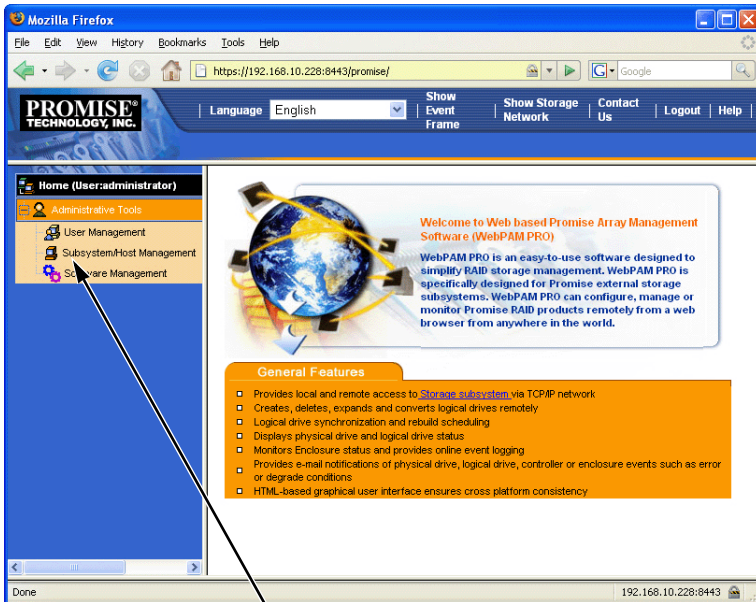 Mozilla Firefox
File Edit View History Bookmarks Tools Help
https://192.168.10.228:8443/promise/
G Google
PROMISE®
TECHNOLOGY, INC.
Language English
Show
Event
Frame
Show Storage
Network
Contact
Us
Logout
Help
Home (User:administrator)
Administrative Tools
User Management
Subsystem/Host Management
Software Management
Welcome to Web based Promise Array Management
Software (WebPAM PRO)
WebPAM PRO is an easy-to-use software designed to
simplify RAID storage management. WebPAM PRO is
specifically designed for Promise external storage
subsystems. WebPAM PRO can configure, manage or
monitor Promise RAID products remotely from a web
browser from anywhere in the world.
General Features
Provides local and remote access to Storage subsystem via TCP/IP network
Creates, deletes, expands and converts logical drives remotely
Logical drive synchronization and rebuild scheduling
Displays physical drive and logical drive status
Monitors Enclosure status and provides online event logging
Provides e-mail notifications of physical drive, logical drive, controller or enclosure events such as error
or degrade conditions
HTML-based graphical user interface ensures cross platform consistency
Done
192.168.10.228:8443